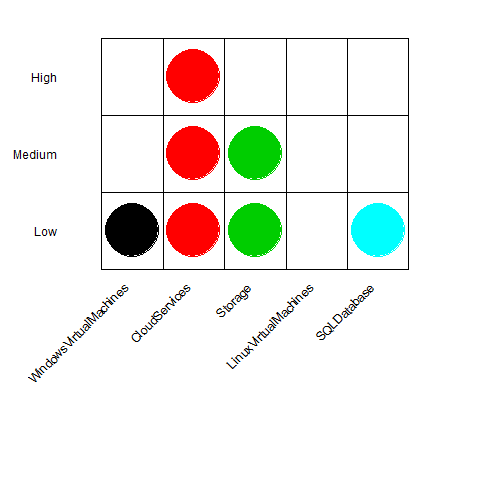 High
Medium
Low
WindowsVirtualMachines
CloudServices
Storage
LinuxVirtualMachines
SQLDatabase